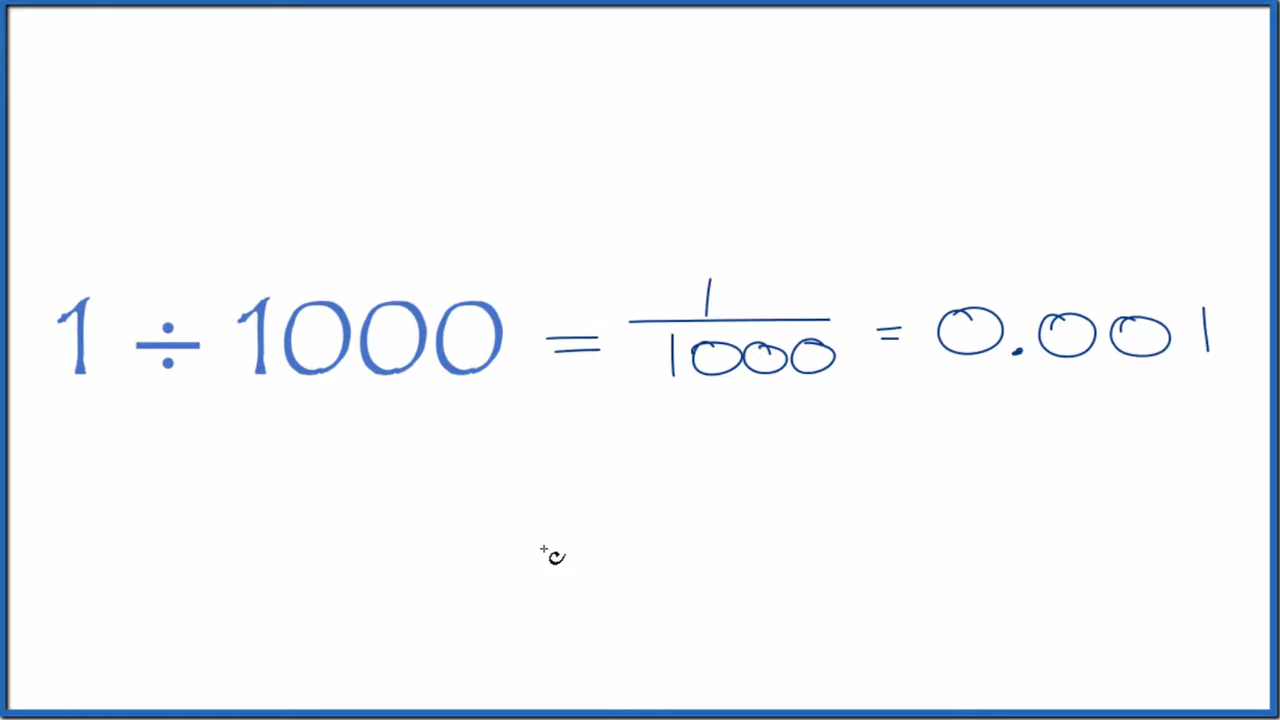 1 ÷ 1000 = 1/1000 = 0.001